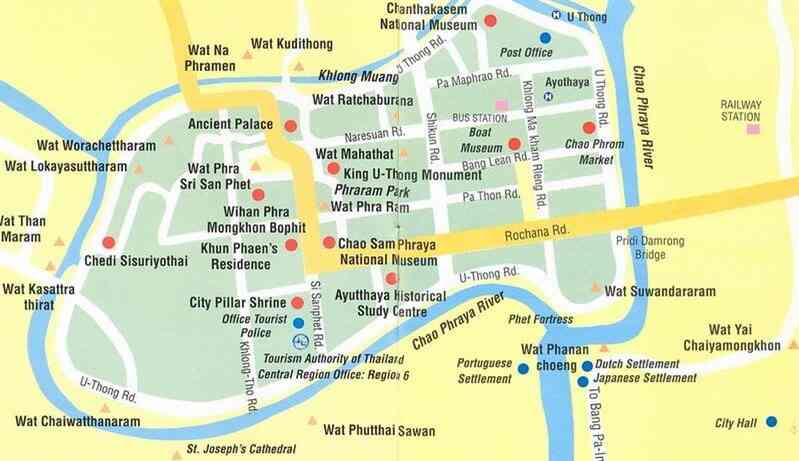 Chanthakasem
National Museum
U Thong
Post Office
Wat Na
Phramen
Wat Kudithong
Khlong Muang
U Thong Rd.
Pa Maphrao Rd.
Ayothaya
U Thong Rd.
Chao Phraya River
Wat Ratchaburana
Ancient Palace
Naresuan Rd.
Shikun Rd.
BUS STATION
Boat
Museum
Khlong Ma Kham Rieng Rd.
RAILWAY
STATION
Chao Phrom
Market
Wat Worachettharam
Wat Lokayasuttharam
Wat Mahathat
Bang Lean Rd.
Wat Phra
Sri San Phet
King U-Thong Monument
Phraram Park
Pa Thon Rd.
Wat Phra Ram
Wihan Phra
Mongkhon Bophit
Wat Than
Maram
Rochana Rd.
Pridi Damrong
Bridge
Chedi Sisuriyothai
Khun Phaen's
Residence
Chao Sam Phraya
National Museum
U-Thong Rd.
Wat Kasattra
thirat
City Pillar Shrine
Si Sanphet Rd.
Ayutthaya Historical
Study Centre
Wat Suwandararam
Office Tourist
Police
Chao Phraya River
Phet Fortress
Tourism Authority of Thailand
Central Region Office: Region 6
Khlong-Tho Rd.
Portuguese
Settlement
Wat Phanan
choeng
Wat Yai
Chaiyamongkhon
Dutch Settlement
Japanese Settlement
U-Thong Rd.
To Bang Pa-In
Wat Chaiwatthanaram
Wat Phutthai Sawan
City Hall
St. Joseph's Cathedral